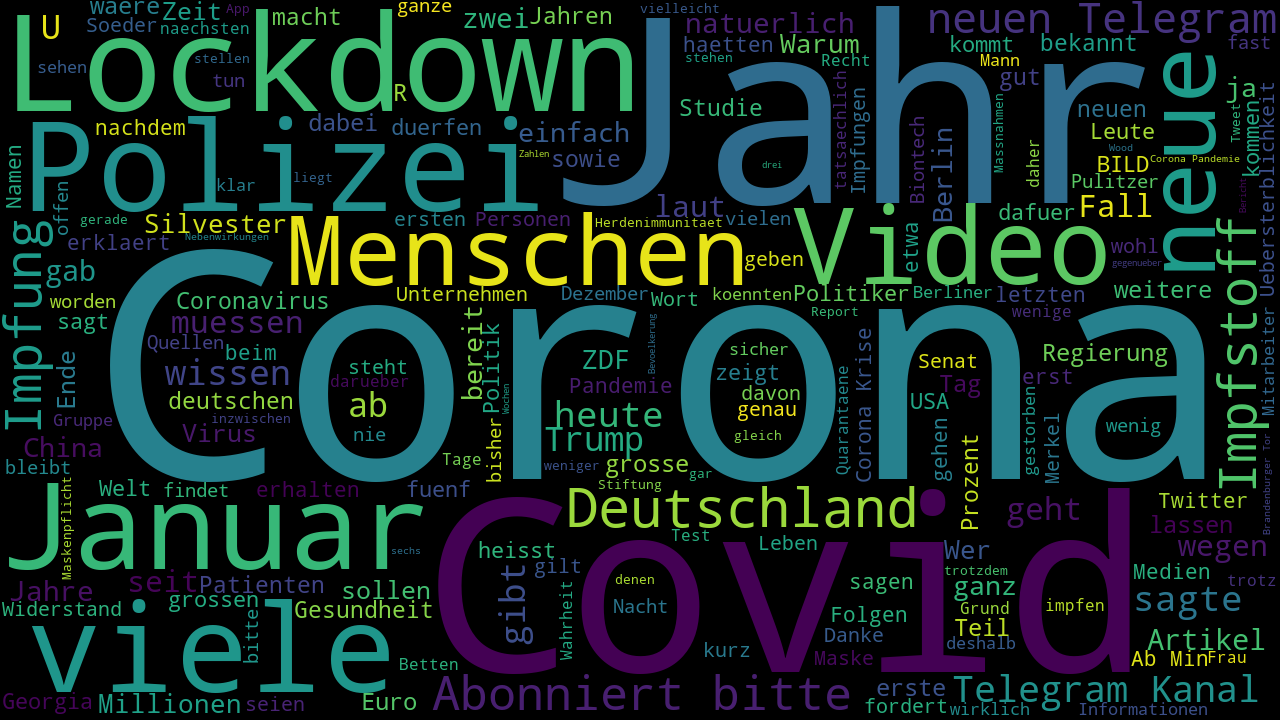 waere Zeit App
Soeder naechsten
U macht
ganze
zwei Jahren
vielleicht
natuerlich
neuen Telegram
Lockdown
Jahr
sehen
stellen
tun
R
haetten Warum
stehen Recht
kommt bekannt fast
Mann
gut
neue
ja
Studie
neuen
Leute
Tweet
BILD
Wood
Corona Pandemie
Pulitzer
kommen
Uebersterblichkeit
nachdem
dabei duerfen
einfach
Zahlen
sowie
drei
tatsaechlich
Impfungen
Biontech
Berlin
Massnahmen
daher
Polizei
Namen
offen
klar
liegt
gerade
Silvester
Nebenwirkungen
erklaert
ersten Personen
Herdenimmunitaet
laut vielen
dafuer Fall
Bericht
Impfung
gab
Menschen
geben
Video
etwa
wohl
gegenueber
Impfstoff
worden
sagt
Coronavirus
muessen
Unternehmen
Dezember Wort
koennten Politiker Berliner letzten weitere
Report
wenige
Quellen
beim
wissen
Ende
deutschen
Gruppe
inzwischen
Virus
China
bleibt
Corona
steht
darueber
ab
nie
bereit
Politik
Wochen
bisher
Tage
ZDF
Pandemie
Bevoelkerung
heute
Trump
weniger
grosse
Stiftung
gar
sicher
zeigt
davon
genau
gleich
Quarantaene
Corona Krise
Senat
Tag
USA
gehen
Prozent
Regierung
erst
gestorben
Merkel
wenig
Mitarbeiter
Brandenburger Tor
Maskenpflicht
Welt findet erhalten fuenf
Januar
sechs
Deutschland
Covid
Test Leben
geht
Twitter
lassen
wegen
heisst
gibt
gilt
Wer
trotzdem
Medien
trotz
Jahre seit Patienten sollen
Widerstand grossen
Gesundheit
bitte
viele
Betten
Wahrheit
denen
Nacht
kurz
sagen
Folgen
Danke
Maske
ganz
Grund
Teil
deshalb
impfen
sagte
Artikel
Ab Min
Frau
Georgia
Millionen seien
Euro
Abonniert bitte
erste
fordert
wirklich
Telegram Kanal
Informationen